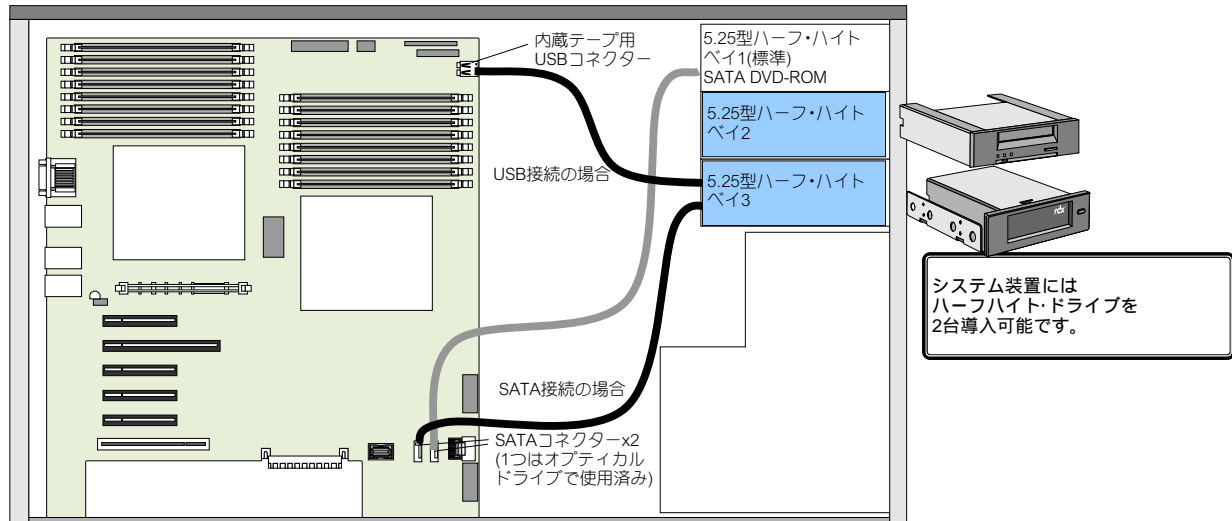 内蔵テープ用
USBコネクター
5.25型ハーフ・ハイト
ベイ1(標準)
SATA DVD-ROM
5.25型ハーフ・ハイト
ベイ2
USB接続の場合
5.25型ハーフ・ハイト
ベイ3
rdx
システム装置には
ハーフハイト・ドライブを
2台導入可能です。
SATA接続の場合
SATAコネクターx2
(1つはオプティカル
ドライブで使用済み)